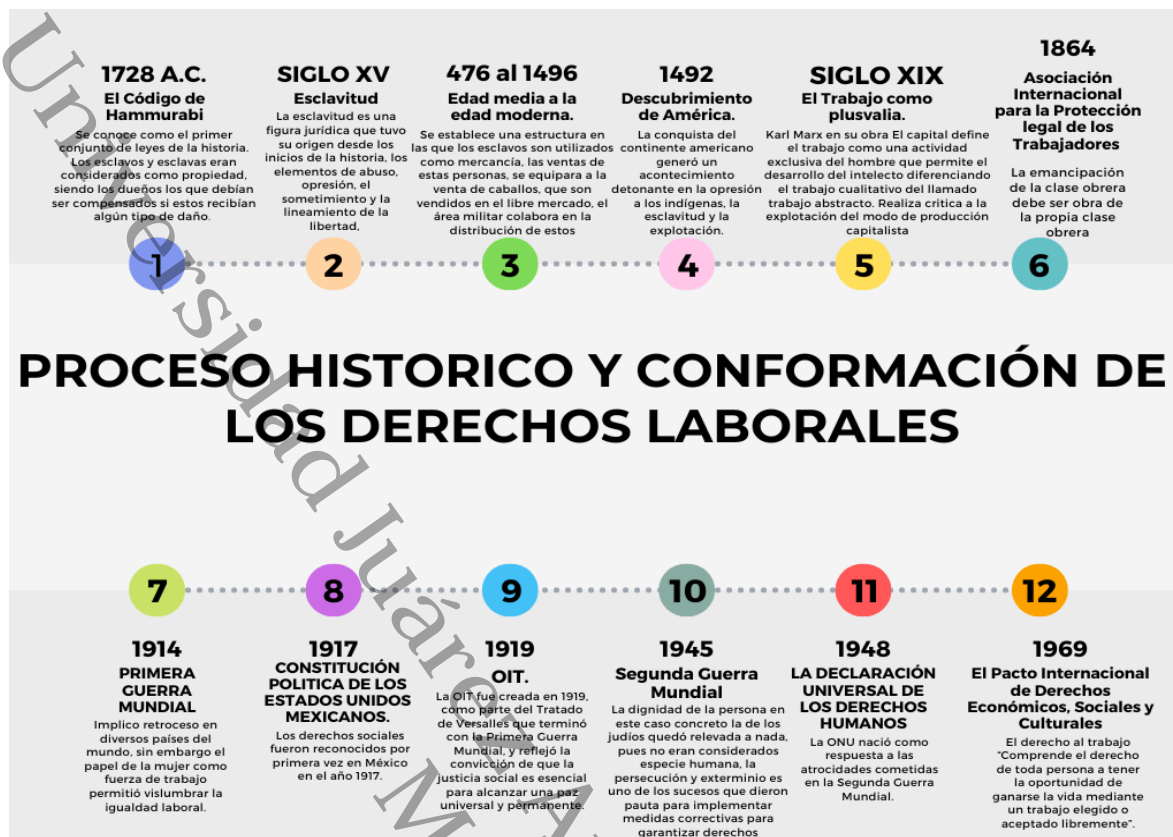 1728 A.C.
El Código de
Hammurabi
Se conoce como el primer
conjunto de leyes de la historia.
Los esclavos y esclavas eran
considerados como propiedad,
siendo los dueños los que debían
ser compensados si estos recibían
algún tipo de daño.
1
SIGLO XV
Esclavitud
La esclavitud es una
figura jurídica que tuvo
su origen desde los
inicios de la historia, los
elementos de abuso,
opresión, el
sometimiento y la
lineamiento de la
libertad,
2
476 al 1496
Edad media a la
edad moderna.
Se establece una estructura en
las que los esclavos son utilizados
como mercancía, las ventas de
estas personas, se equipara a la
venta de caballos, que son
vendidos en el libre mercado, el
área militar colabora en la
distribución de estos
3
1492
Descubrimiento
de América.
La conquista del
continente americano
generó un
acontecimiento
detonante en la opresión
a los indígenas, la
esclavitud y la
explotación.
4
SIGLO XIX
El Trabajo como
plusvalia.
Karl Marx en su obra El capital define
el trabajo como una actividad
exclusiva del hombre que permite el
desarrollo del intelecto diferenciando
el trabajo cualitativo del llamado
trabajo abstracto. Realiza critica a la
explotación del modo de producción
capitalista
5
1864
Asociación
Internacional
para la Protección
legal de los
Trabajadores
La emancipación
de la clase obrera
debe ser obra de
la propia clase
obrera
6
PROCESO HISTORICO Y CONFORMACIÓN DE
LOS DERECHOS LABORALES
7
1914
PRIMERA
GUERRA
MUNDIAL
Implico retroceso en
diversos países del
mundo, sin embargo el
papel de la mujer como
fuerza de trabajo
permitió vislumbrar la
igualdad laboral.
8
1917
CONSTITUCIÓN
POLITICA DE LOS
ESTADOS UNIDOS
MEXICANOS.
Los derechos sociales
fueron reconocidos por
primera vez en México
en el año 1917.
9
1919
OIT.
La OIT fue creada en 1919,
como parte del Tratado
de Versalles que terminó
con la Primera Guerra
Mundial, y reflejó la
convicción de que la
justicia social es esencial
para alcanzar una paz
universal y permanente.
10
1945
Segunda Guerra
Mundial
La dignidad de la persona en
este caso concreto la de los
judíos quedó relevada a nada,
pues no eran considerados
especie humana, la
persecución y exterminio es
uno de los sucesos que dieron
pauta para implementar
medidas correctivas para
garantizar derechos
11
1948
LA DECLARACIÓN
UNIVERSAL DE
LOS DERECHOS
HUMANOS
La ONU nació como
respuesta a las
atrocidades cometidas
en la Segunda Guerra
Mundial.
12
1969
El Pacto Internacional
de Derechos
Económicos, Sociales y
Culturales
El derecho al trabajo
"Comprende el derecho
de toda persona a tener
la oportunidad de
ganarse la vida mediante
un trabajo elegido o
aceptado libremente".
Universidad Juárez